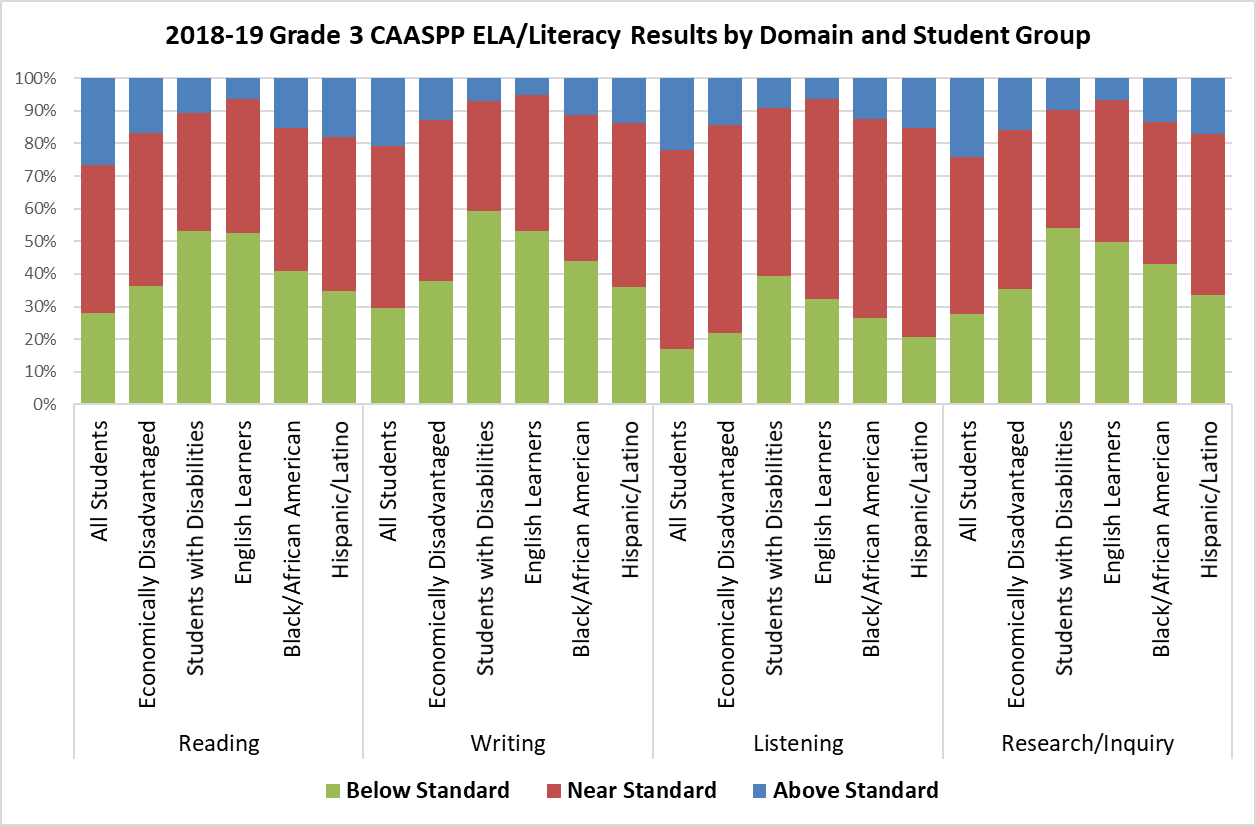 2018-19 Grade 3 CAASPP ELA/Literacy Results by Domain and Student Group
100%
90%
80%
70%
60%
50%
40%
30%
20%
10%
0%
All Students
Economically Disadvantaged
Students with Disabilities
English Learners
Black/African American
Hispanic/Latino
All Students
Economically Disadvantaged
Students with Disabilities
English Learners
Black/African American
Hispanic/Latino
All Students
Economically Disadvantaged
Students with Disabilities
English Learners
Black/African American
Hispanic/Latino
All Students
Economically Disadvantaged
Students with Disabilities
English Learners
Black/African American
Hispanic/Latino
Reading
Writing
Listening
Research/Inquiry
Below Standard
Near Standard
Above Standard